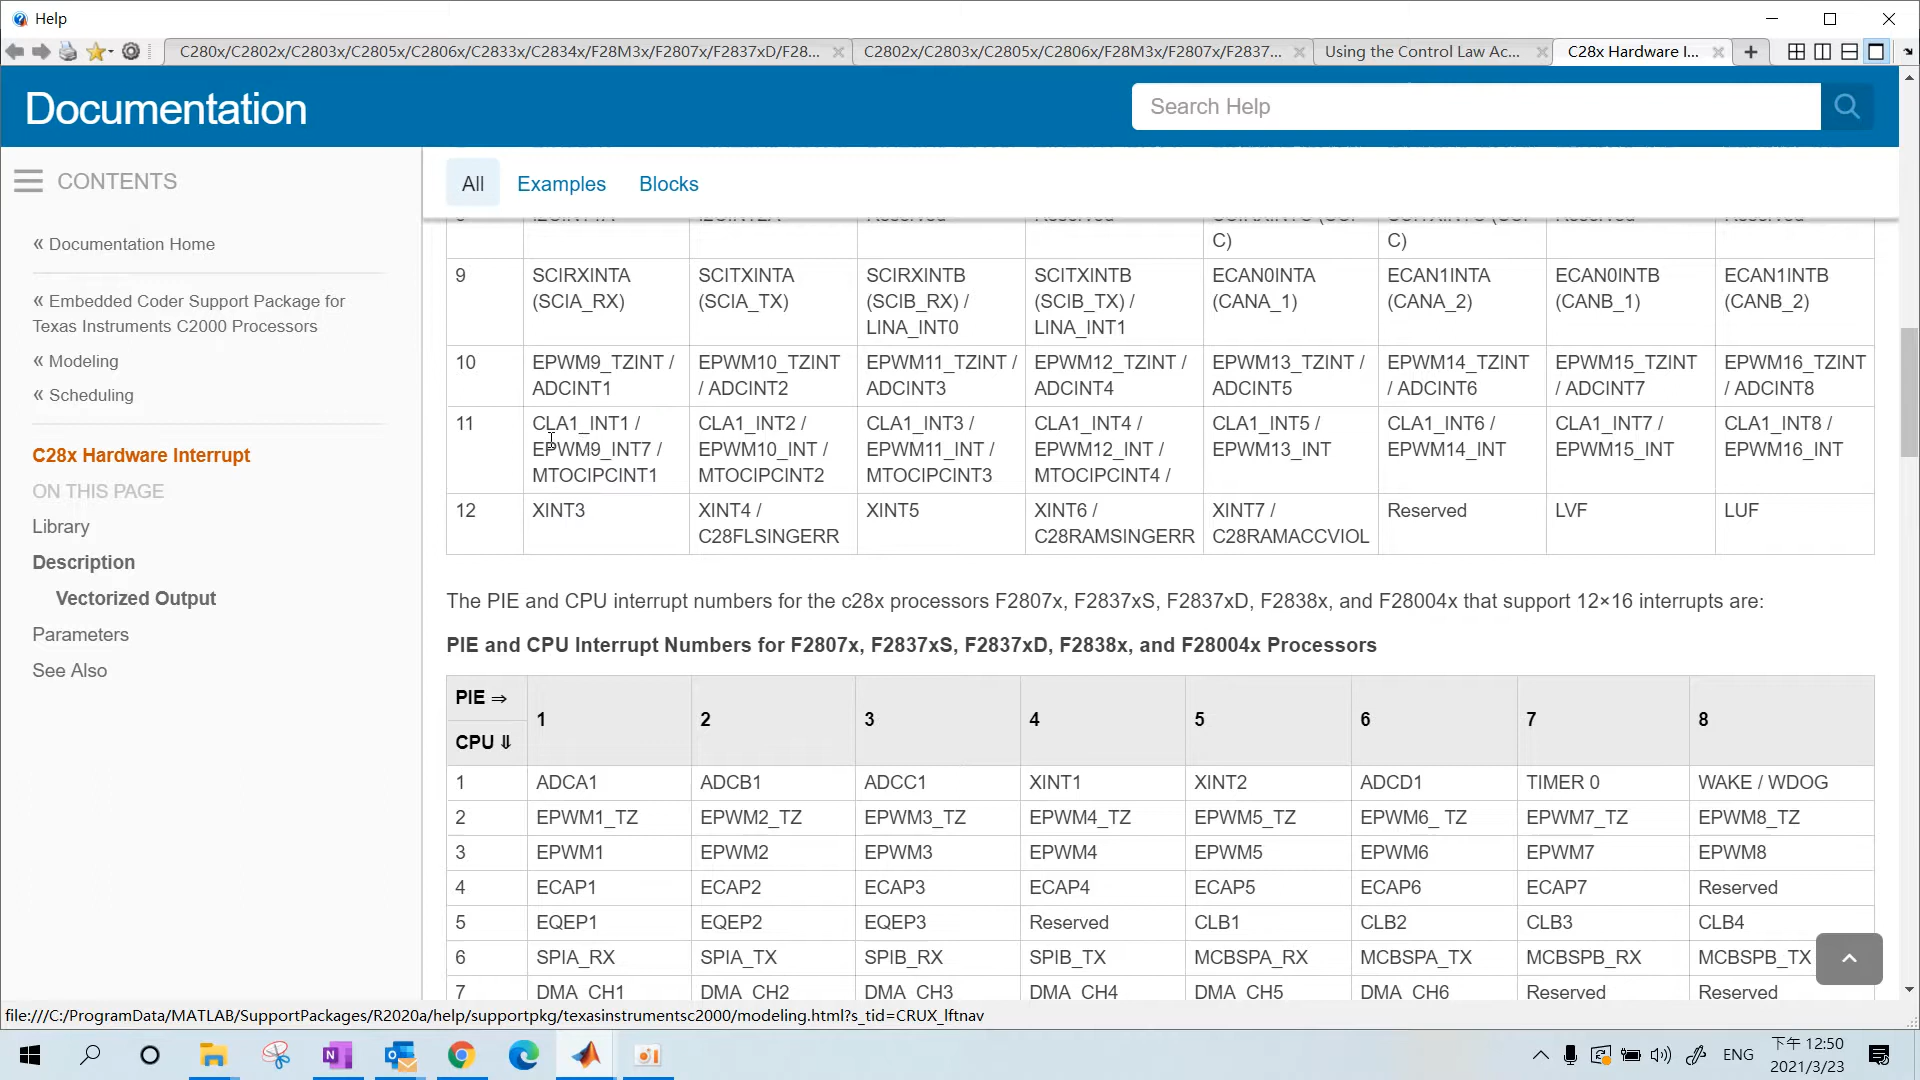 Help
C280x/C2802x/C2803x/C2805x/C2806x/C2833x/C2834x/F28M3x/F2807x/F2837xD/F28...
C2802x/C2803x/C2805x/C2806x/F28M3x/F2807x/F2837...
Using the Control Law Ac...
C28x Hardware I...
Documentation
Search Help
CONTENTS
« Documentation Home
« Embedded Coder Support Package for
Texas Instruments C2000 Processors
« Modeling
« Scheduling
C28x Hardware Interrupt
ON THIS PAGE
Library
Description
Vectorized Output
Parameters
See Also
All Examples Blocks
C) C)
9 SCIRXINTA (SCIA_RX) SCITXINTA (SCIA_TX) SCIRXINTB (SCIB_RX) / LINA_INT0 SCITXINTB (SCIB_TX) / LINA_INT1 ECAN0INTA (CANA_1) ECAN1INTA (CANA_2) ECAN0INTB (CANB_1) ECAN1INTB (CANB_2)
10 EPWM9_TZINT / ADCINT1 EPWM10_TZINT / ADCINT2 EPWM11_TZINT / ADCINT3 EPWM12_TZINT / ADCINT4 EPWM13_TZINT / ADCINT5 EPWM14_TZINT / ADCINT6 EPWM15_TZINT / ADCINT7 EPWM16_TZINT / ADCINT8
11 CLA1_INT1 / EPWM9_INT7 / MTOCIPCINT1 CLA1_INT2 / EPWM10_INT / MTOCIPCINT2 CLA1_INT3 / EPWM11_INT / MTOCIPCINT3 CLA1_INT4 / EPWM12_INT / MTOCIPCINT4 / CLA1_INT5 / EPWM13_INT CLA1_INT6 / EPWM14_INT CLA1_INT7 / EPWM15_INT CLA1_INT8 / EPWM16_INT
12 XINT3 XINT4 / C28FLSINGERR XINT5 XINT6 / C28RAMSINGERR XINT7 / C28RAMACCVIOL Reserved LVF LUF
The PIE and CPU interrupt numbers for the c28x processors F2807x, F2837xS, F2837xD, F2838x, and F28004x that support 12×16 interrupts are:
PIE and CPU Interrupt Numbers for F2807x, F2837xS, F2837xD, F2838x, and F28004x Processors
PIE ⇒ 1 2 3 4 5 6 7 8
CPU ⇓
1 ADCA1 ADCB1 ADCC1 XINT1 XINT2 ADCD1 TIMER 0 WAKE / WDOG
2 EPWM1_TZ EPWM2_TZ EPWM3_TZ EPWM4_TZ EPWM5_TZ EPWM6_ TZ EPWM7_TZ EPWM8_TZ
3 EPWM1 EPWM2 EPWM3 EPWM4 EPWM5 EPWM6 EPWM7 EPWM8
4 ECAP1 ECAP2 ECAP3 ECAP4 ECAP5 ECAP6 ECAP7 Reserved
5 EQEP1 EQEP2 EQEP3 Reserved CLB1 CLB2 CLB3 CLB4
6 SPIA_RX SPIA_TX SPIB_RX SPIB_TX MCBSPA_RX MCBSPA_TX MCBSPB_RX MCBSPB_TX
7 DMA_CH1 DMA_CH2 DMA_CH3 DMA_CH4 DMA_CH5 DMA_CH6 Reserved Reserved
file:///C:/ProgramData/MATLAB/SupportPackages/R2020a/help/supportpkg/texasinstrumentsc2000/modeling.html?s_tid=CRUX_lftnav
ENG
下午 12:50
2021/3/23